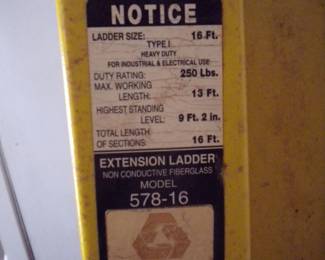 NOTICE
LADDER SIZE: 16 Ft.
TYPE I
HEAVY DUTY
FOR INDUSTRIAL & ELECTRICAL USE
DUTY RATING: 250 Lbs.
MAX. WORKING
LENGTH: 13 Ft.
HIGHEST STANDING
LEVEL: 9 Ft. 2 in.
TOTAL LENGTH
OF SECTIONS: 16 Ft.
EXTENSION LADDER
NON CONDUCTIVE FIBERGLASS
MODEL
578-16